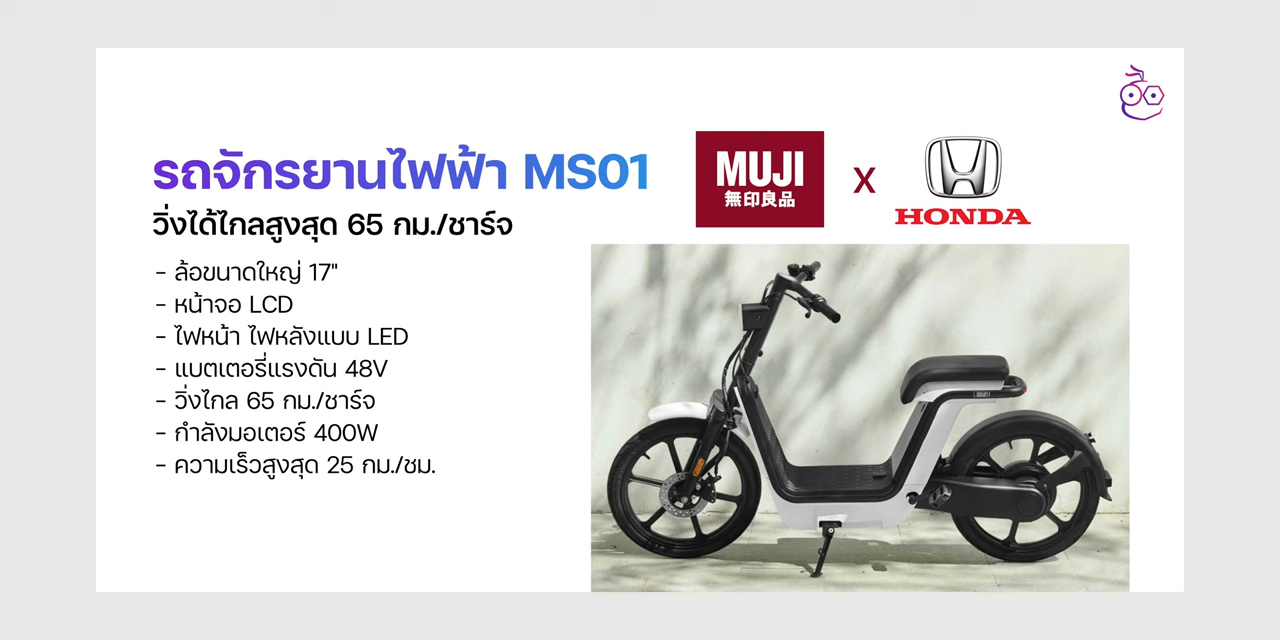 รถจักรยานไฟฟ้า MS01
วิ่งได้ไกลสูงสุด 65 กม./ชาร์จ
- ล้อขนาดใหญ่ 17"
- หน้าจอ LCD
- ไฟหน้า ไฟหลังแบบ LED
- แบตเตอรี่แรงดัน 48V
- วิ่งไกล 65 กม./ชาร์จ
- กำลังมอเตอร์ 400W
- ความเร็วสูงสุด 25 กม./ชม.
MUJI
無印良品
X
HONDA